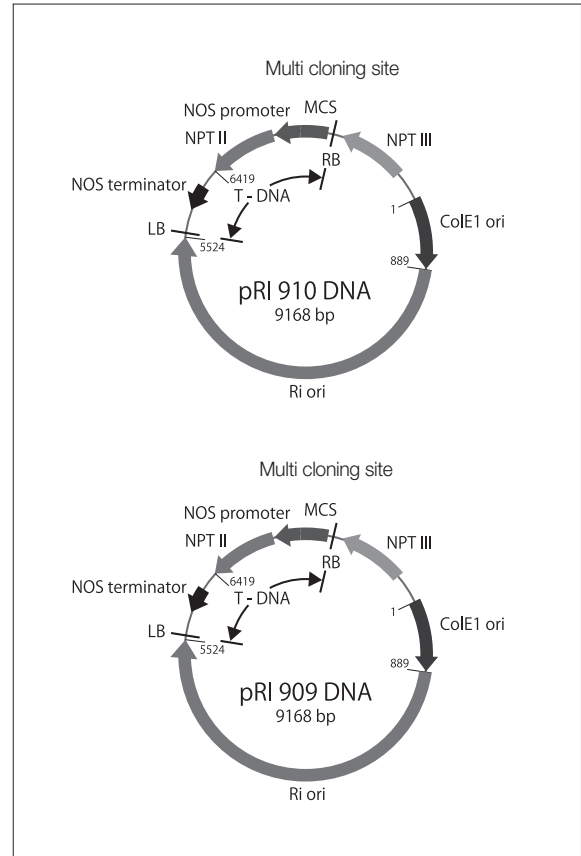 Multi cloning site
NOS promoter MCS
NPT II NPT III
RB
6419
NOS terminator T - DNA
1
LB ColE1 ori
5524
889
pRI 910 DNA
9168 bp
Ri ori
Multi cloning site
NOS promoter MCS
NPT II NPT III
RB
6419
NOS terminator T - DNA
1
LB ColE1 ori
5524
889
pRI 909 DNA
9168 bp
Ri ori